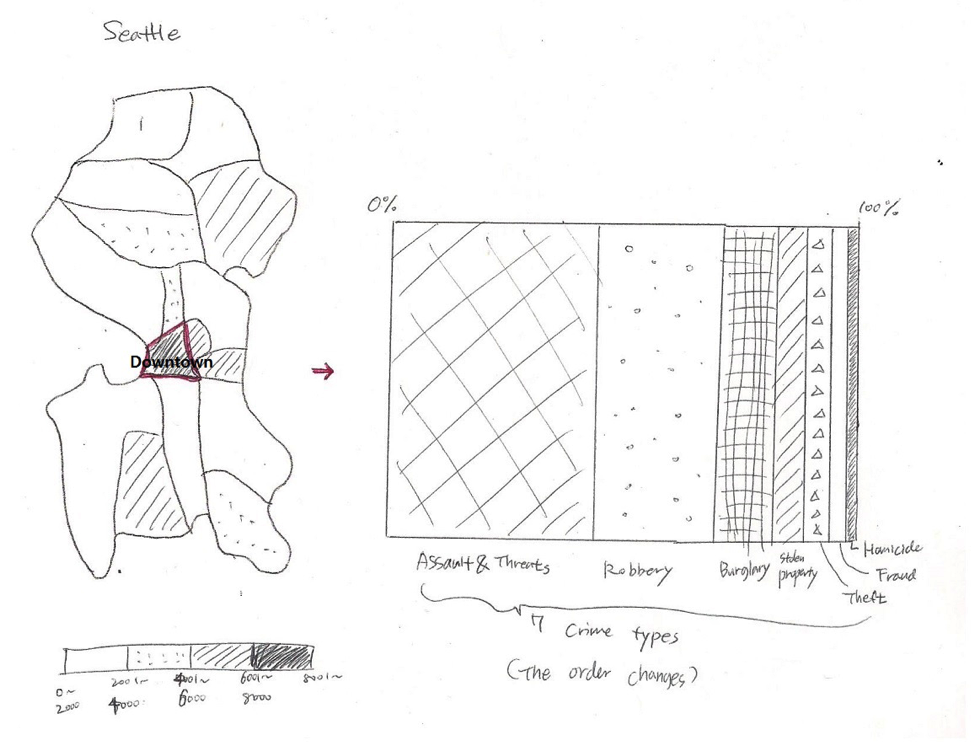 Seattle
0%
100%
Downtown
Assault & Threats
Robbery
Burglary
Stolen
property
Homicide
Fraud
Theft
7 Crime types
(The order changes)
0~
2000
2001~
4000
4001~
6000
6001~
8000
8001~